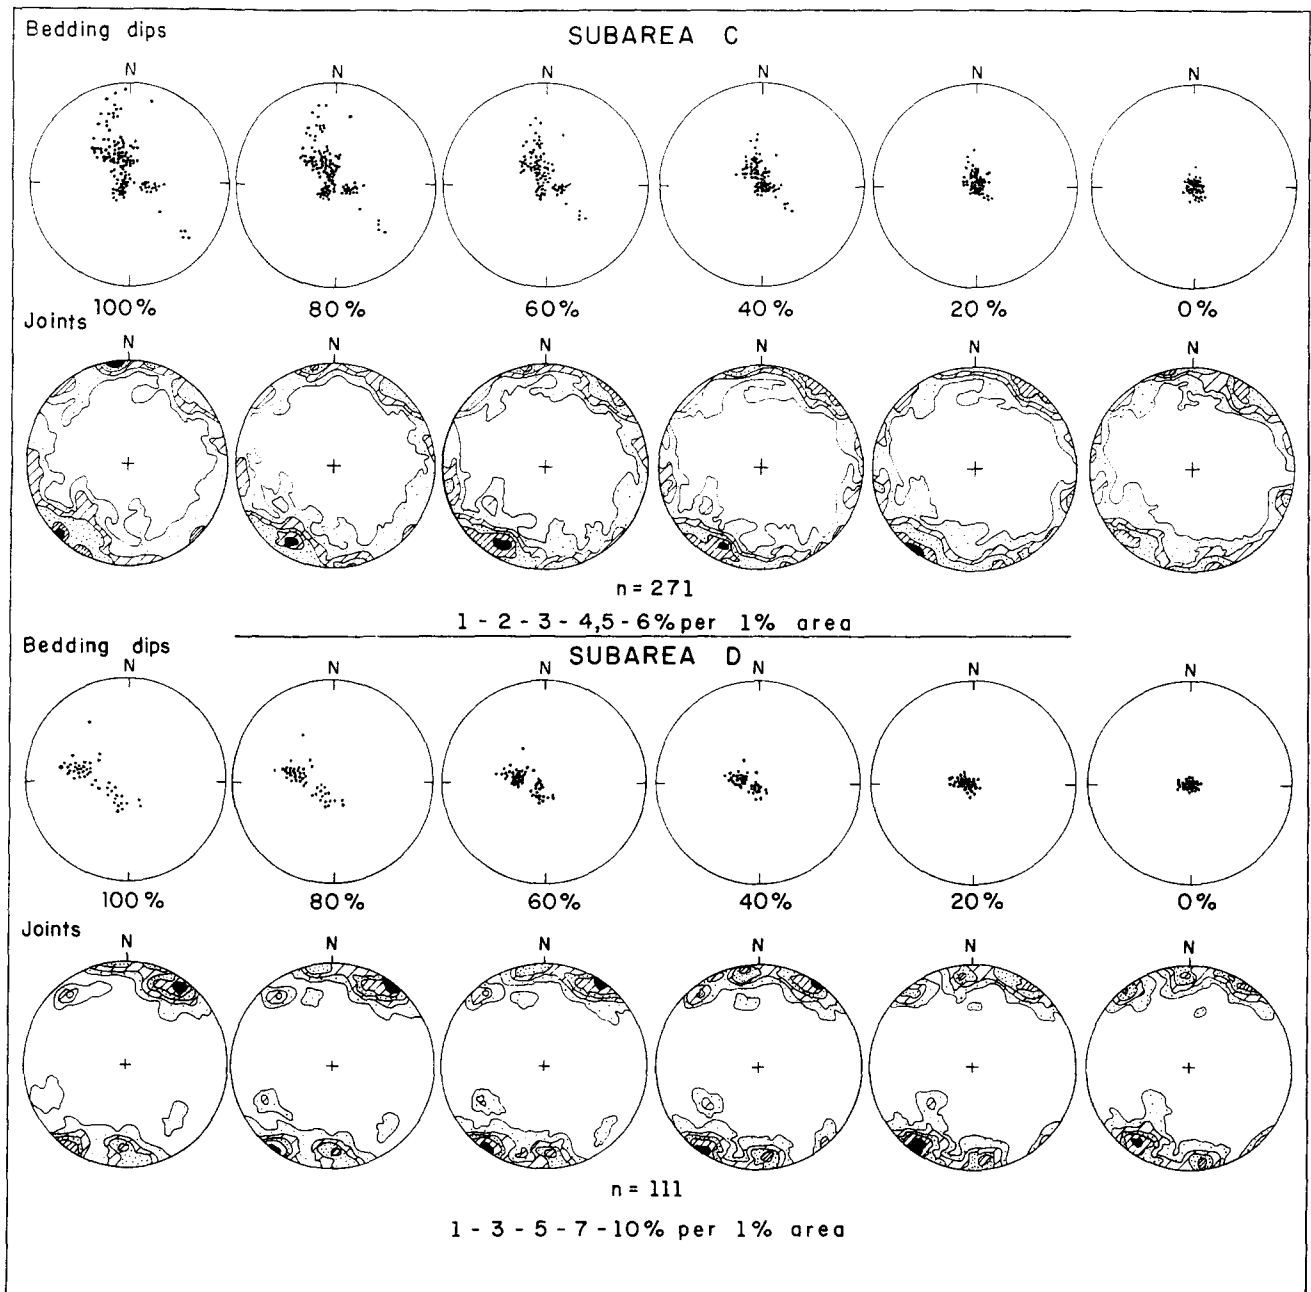 Bedding dips
SUBAREA C
N N N N N N
100% 80% 60% 40% 20% 0%
Joints
N N N N N N
n = 271
1 - 2 - 3 - 4,5 - 6% per 1% area
Bedding dips
SUBAREA D
N N N N N N
100% 80% 60% 40% 20% 0%
Joints
N N N N N N
n = 111
1 - 3 - 5 - 7 - 10% per 1% area